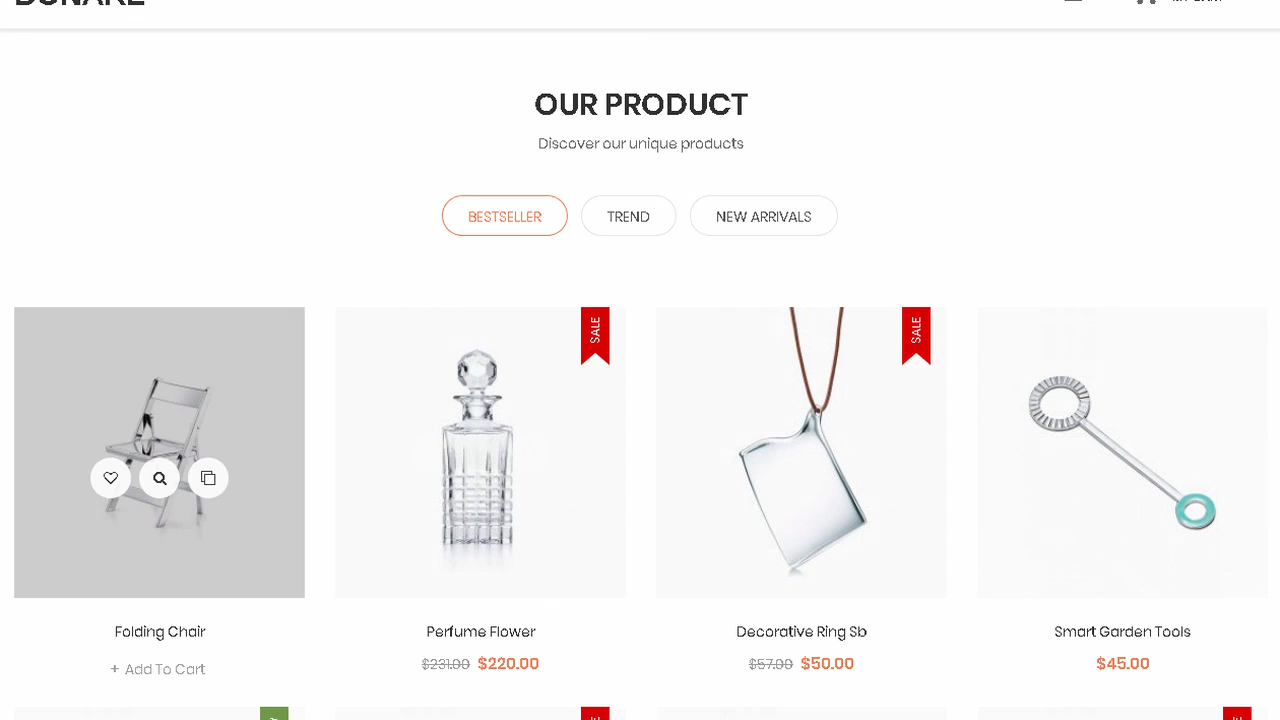 OUR PRODUCT
Discover our unique products
BESTSELLER
TREND
NEW ARRIVALS
SALE
SALE
Folding Chair
Perfume Flower
Decorative Ring Sb
Smart Garden Tools
+ Add To Cart
$231.00 $220.00
$57.00 $50.00
$45.00